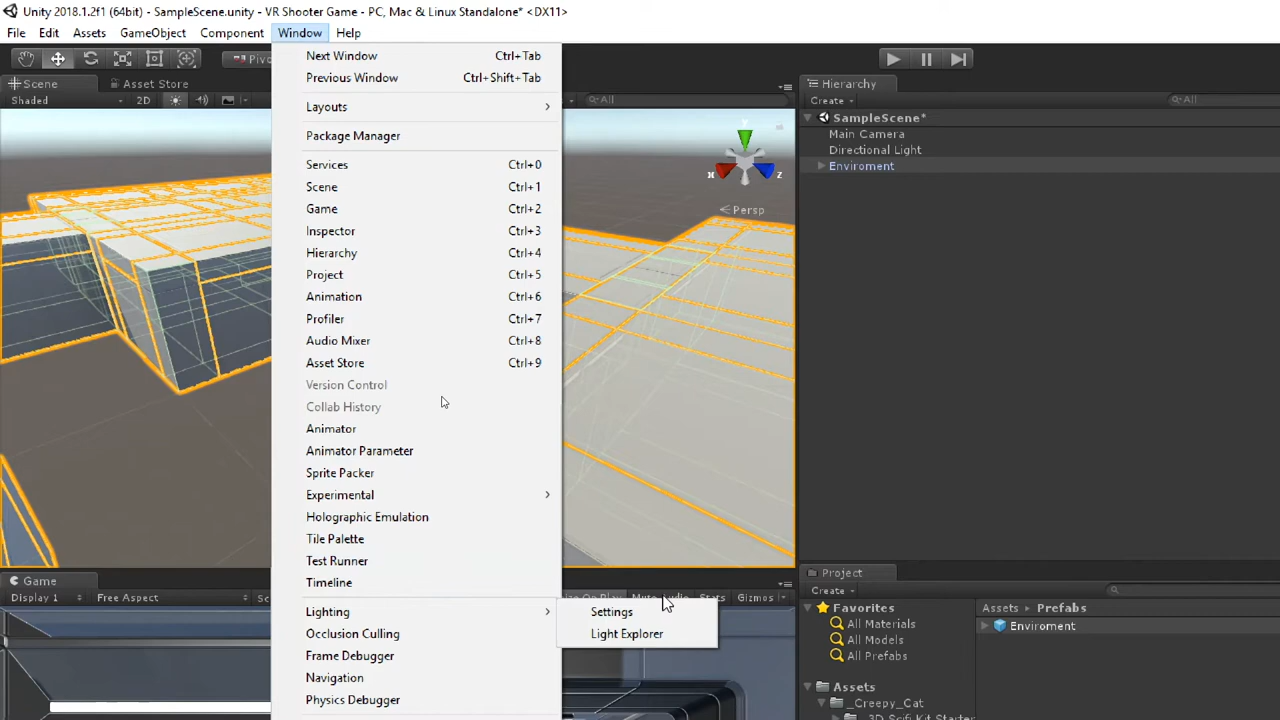 Unity 2018.1.2f1 (64bit) - SampleScene.unity - VR Shooter Game - PC, Mac & Linux Standalone* <DX11>
File Edit Assets GameObject Component Window Help
Scene Asset Store
Shaded 2D All
Persp
y
x z
Next Window Ctrl+Tab
Previous Window Ctrl+Shift+Tab
Layouts
Package Manager
Services Ctrl+0
Scene Ctrl+1
Game Ctrl+2
Inspector Ctrl+3
Hierarchy Ctrl+4
Project Ctrl+5
Animation Ctrl+6
Profiler Ctrl+7
Audio Mixer Ctrl+8
Asset Store Ctrl+9
Version Control
Collab History
Animator
Animator Parameter
Sprite Packer
Experimental
Holographic Emulation
Tile Palette
Test Runner
Timeline
Lighting
Occlusion Culling
Frame Debugger
Navigation
Physics Debugger
Settings
Light Explorer
Game
Display 1 Free Aspect Stats Gizmos
Hierarchy
Create All
SampleScene*
Main Camera
Directional Light
Enviroment
Project
Create
Favorites
All Materials
All Models
All Prefabs
Assets
_Creepy_Cat
Assets Prefabs
Enviroment